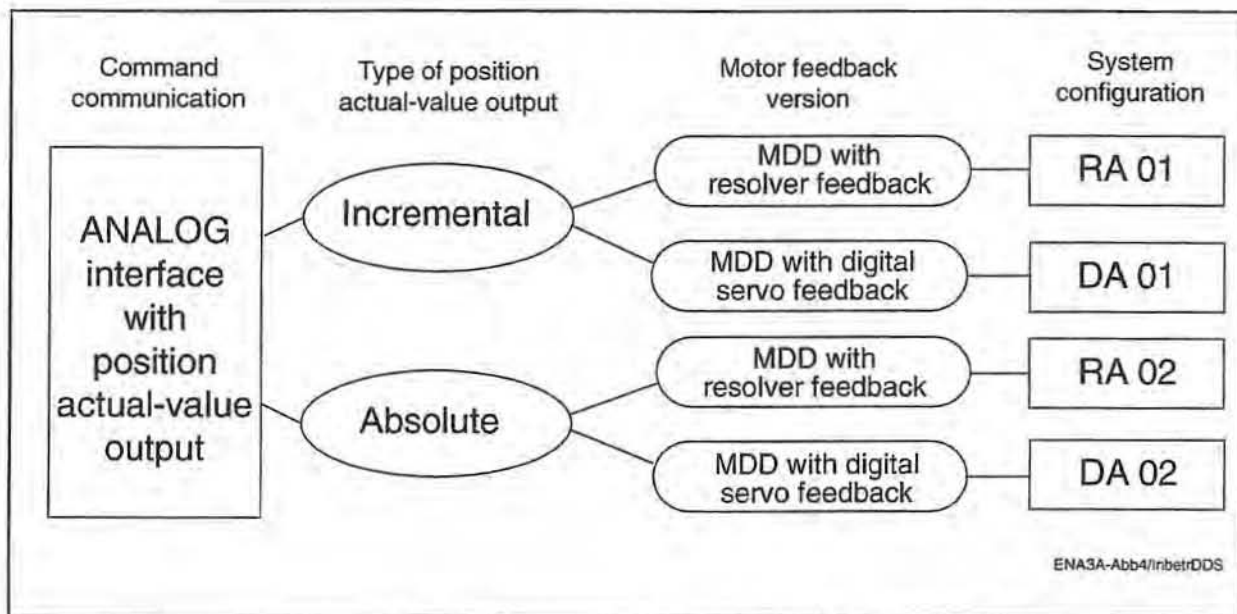 Command
communication
Type of position
actual-value output
Motor feedback
version
System
configuration
ANALOG
interface
with
position
actual-value
output
Incremental
Absolute
MDD with
resolver feedback
MDD with digital
servo feedback
MDD with
resolver feedback
MDD with digital
servo feedback
RA 01
DA 01
RA 02
DA 02
ENA3A-Abb4/InbetrDDS